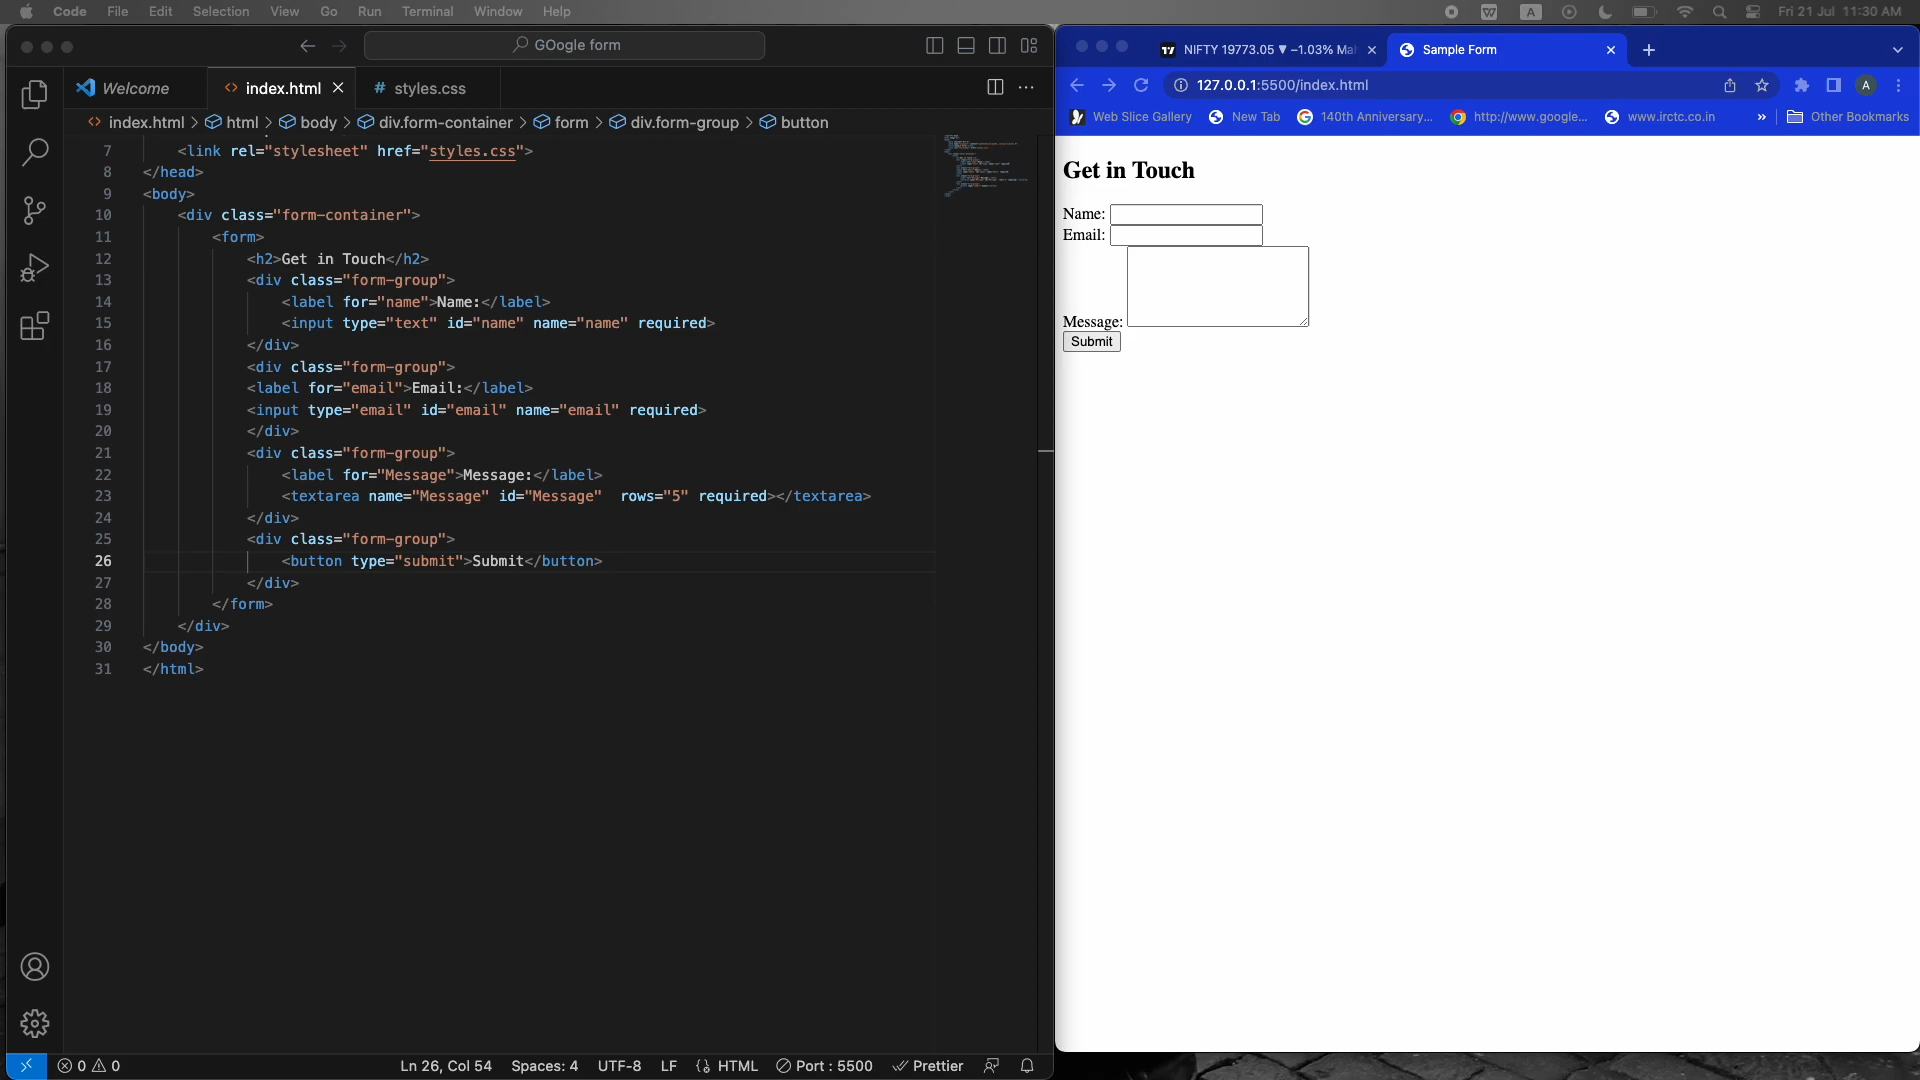 Code File Edit Selection View Go Run Terminal Window Help
A
Fri 21 Jul 11:30 AM
GOogle form
Welcome
index.html
# styles.css
index.html > html > body > div.form-container > form > div.form-group > button
7 <link rel="stylesheet" href="styles.css">
8 </head>
9 <body>
10 <div class="form-container">
11 <form>
12 <h2>Get in Touch</h2>
13 <div class="form-group">
14 <label for="name">Name:</label>
15 <input type="text" id="name" name="name" required>
16 </div>
17 <div class="form-group">
18 <label for="email">Email:</label>
19 <input type="email" id="email" name="email" required>
20 </div>
21 <div class="form-group">
22 <label for="Message">Message:</label>
23 <textarea name="Message" id="Message"  rows="5" required></textarea>
24 </div>
25 <div class="form-group">
26 <button type="submit">Submit</button>
27 </div>
28 </form>
29 </div>
30 </body>
31 </html>
0 0
Ln 26, Col 54
Spaces: 4
UTF-8
LF
HTML
Port : 5500
Prettier
NIFTY 19773.05 ▼ −1.03%
Sample Form
127.0.0.1:5500/index.html
A
Web Slice Gallery
New Tab
140th Anniversary...
http://www.google...
www.irctc.co.in
»
Other Bookmarks
Get in Touch
Name:
Email:
Message:
Submit